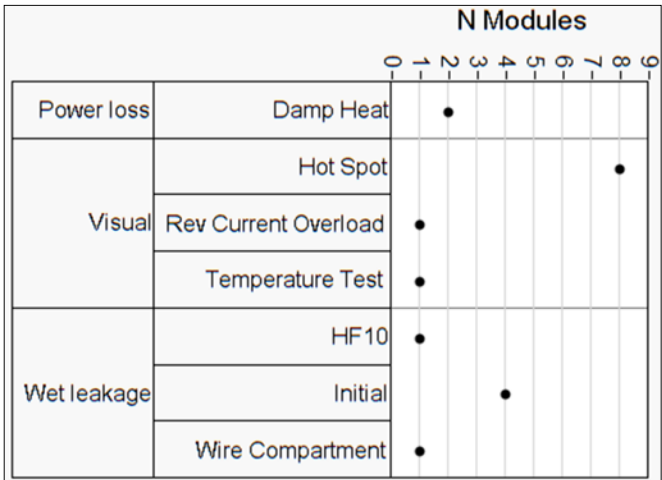 N Modules
0 1 2 3 4 5 6 7 8 9
Power loss Damp Heat
Hot Spot
Visual Rev Current Overload
Temperature Test
HF10
Wet leakage Initial
Wire Compartment